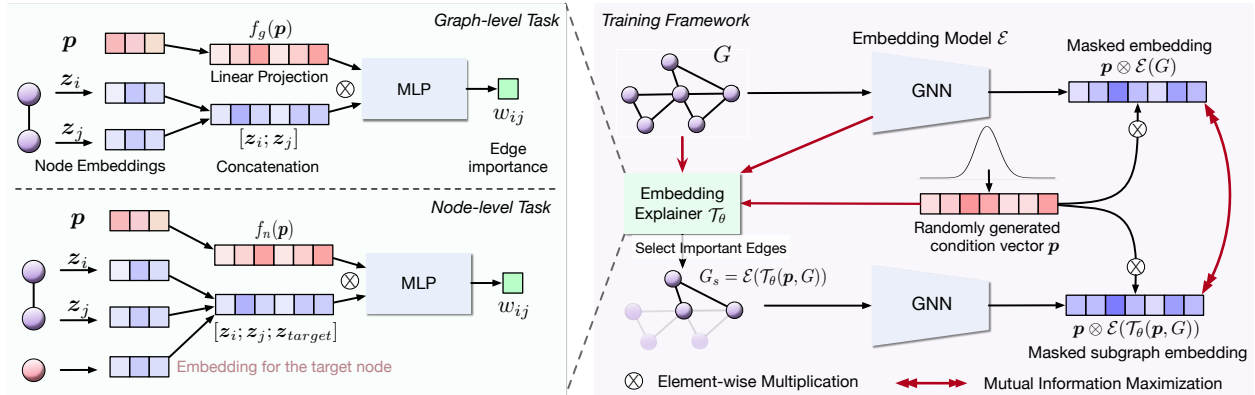 Graph-level Task
p
f_g(p)
Linear Projection
z_i
z_j
Node Embeddings
[z_i; z_j]
Concatenation
⊗
MLP
w_ij
Edge
importance
Node-level Task
p
f_n(p)
z_i
z_j
[z_i; z_j; z_target]
Embedding for the target node
⊗
MLP
w_ij
Training Framework
G
Embedding Model ℰ
GNN
Masked embedding
p ⊗ ℰ(G)
⊗
Embedding
Explainer 𝒯_θ
Randomly generated
condition vector p
Select Important Edges
G_s = ℰ(𝒯_θ(p, G))
GNN
⊗
p ⊗ ℰ(𝒯_θ(p, G))
Masked subgraph embedding
⊗ Element-wise Multiplication
Mutual Information Maximization